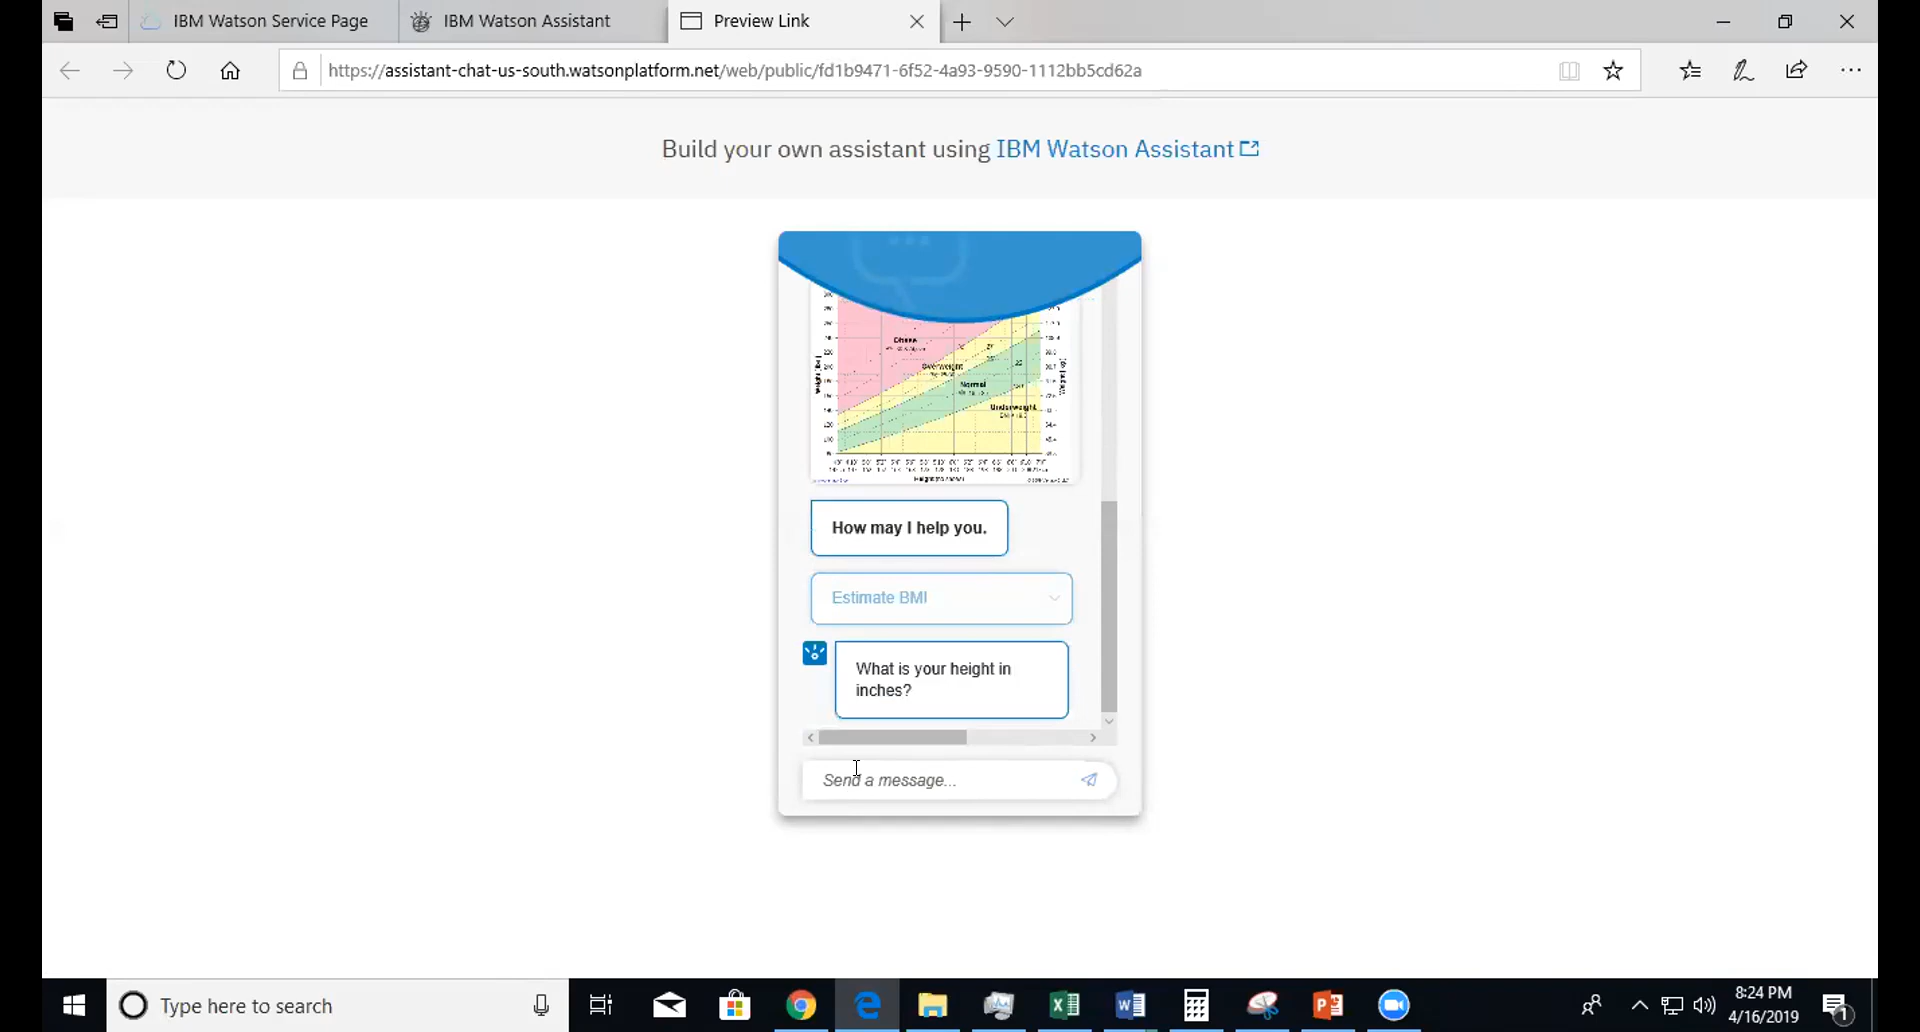 IBM Watson Service Page
IBM Watson Assistant
Preview Link
https://assistant-chat-us-south.watsonplatform.net/web/public/fd1b9471-6f52-4a93-9590-1112bb5cd62a
Build your own assistant using IBM Watson Assistant
Obese
Overweight
Normal
Underweight
How may I help you.
Estimate BMI
What is your height in
inches?
Send a message...
Type here to search
8:24 PM
4/16/2019
1